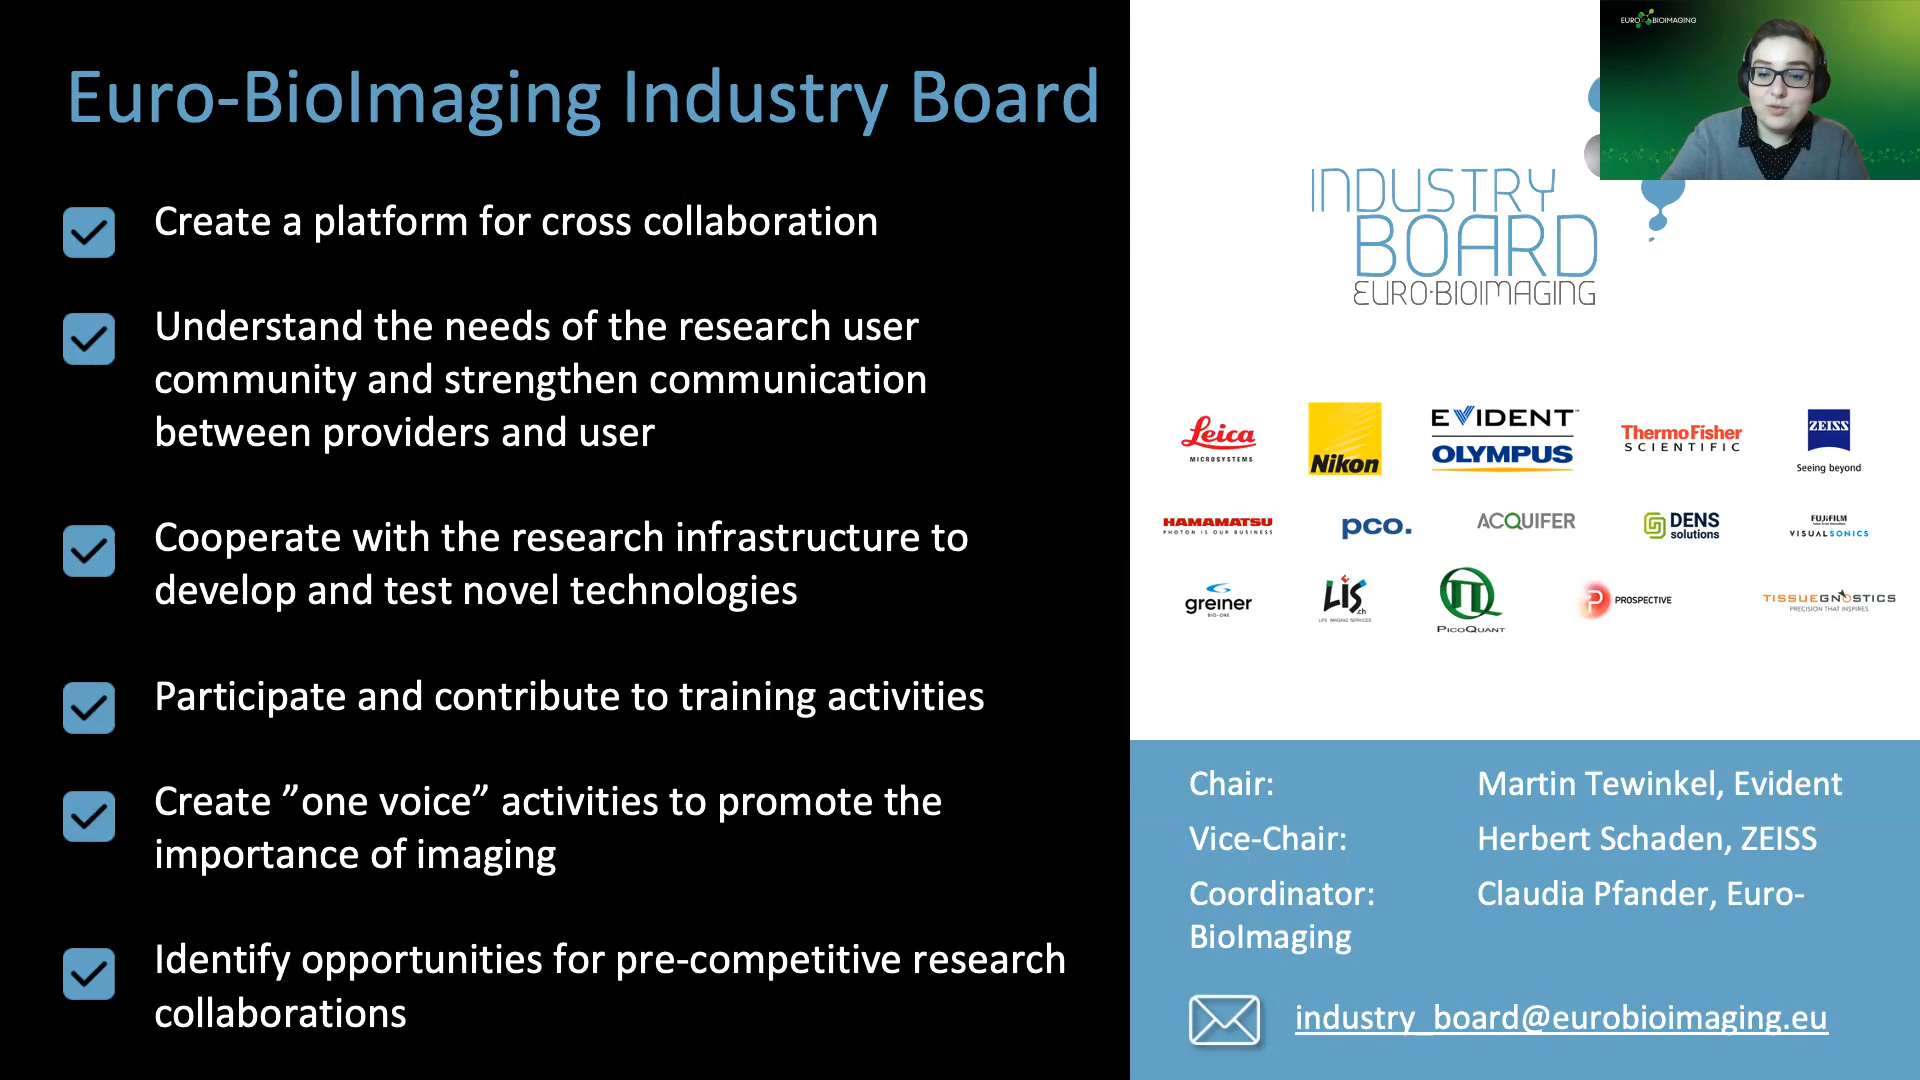 Euro-BioImaging Industry Board
Create a platform for cross collaboration
Understand the needs of the research user
community and strengthen communication
between providers and user
Cooperate with the research infrastructure to
develop and test novel technologies
Participate and contribute to training activities
Create ”one voice” activities to promote the
importance of imaging
Identify opportunities for pre-competitive research
collaborations
EURO BIOIMAGING
INDUSTRY
BOARD
EURO·BIOIMAGING
Leica
MICROSYSTEMS
Nikon
EVIDENT™
OLYMPUS
ThermoFisher
SCIENTIFIC
ZEISS
Seeing beyond
HAMAMATSU
PHOTON IS OUR BUSINESS
pco.
ACQUIFER
DENS
solutions
FUJIFILM
VISUALSONICS
greiner
BIO-ONE
LIS
.ch
LIFE IMAGING SERVICES
PicoQuant
P PROSPECTIVE
TISSUEGNOSTICS
PRECISION THAT INSPIRES
Chair: Martin Tewinkel, Evident
Vice-Chair: Herbert Schaden, ZEISS
Coordinator: Claudia Pfander, Euro-
BioImaging
industry_board@eurobioimaging.eu